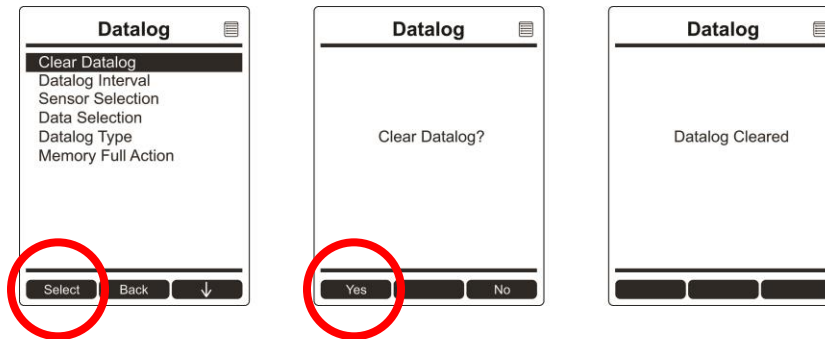 Datalog
Clear Datalog
Datalog Interval
Sensor Selection
Data Selection
Datalog Type
Memory Full Action
Select Back ↓
Datalog
Clear Datalog?
Yes No
Datalog
Datalog Cleared